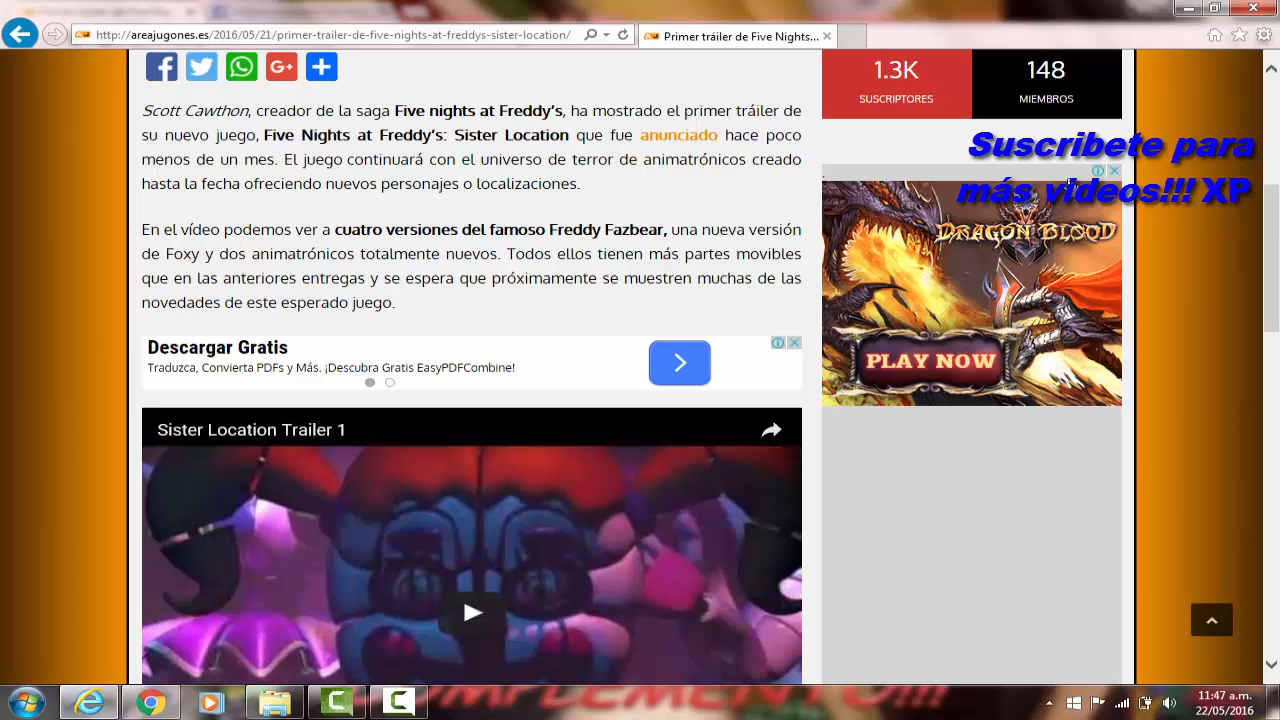 http://areajugones.es/2016/05/21/primer-trailer-de-five-nights-at-freddys-sister-location/
Primer tráiler de Five Nights...
1.3K
SUSCRIPTORES
148
MIEMBROS
Suscribete para
más videos!!! XP
Scott Cawthon, creador de la saga Five nights at Freddy's, ha mostrado el primer tráiler de
su nuevo juego, Five Nights at Freddy's: Sister Location que fue anunciado hace poco
menos de un mes. El juego continuará con el universo de terror de animatrónicos creado
hasta la fecha ofreciendo nuevos personajes o localizaciones.
En el vídeo podemos ver a cuatro versiones del famoso Freddy Fazbear, una nueva versión
de Foxy y dos animatrónicos totalmente nuevos. Todos ellos tienen más partes movibles
que en las anteriores entregas y se espera que próximamente se muestren muchas de las
novedades de este esperado juego.
DRAGON BLOOD
PLAY NOW
Descargar Gratis
Traduzca, Convierta PDFs y Más. ¡Descubra Gratis EasyPDFCombine!
Sister Location Trailer 1
11:47 a.m.
22/05/2016